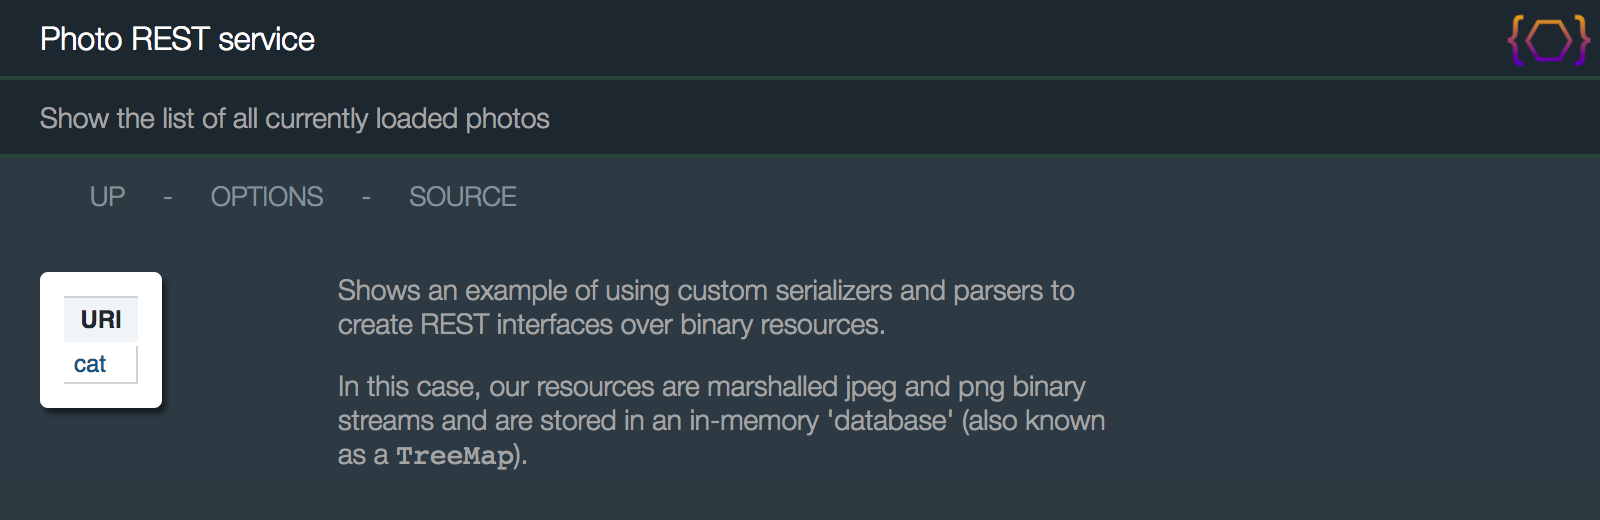 Photo REST service
Show the list of all currently loaded photos
UP - OPTIONS - SOURCE
URI
cat
Shows an example of using custom serializers and parsers to
create REST interfaces over binary resources.
In this case, our resources are marshalled jpeg and png binary
streams and are stored in an in-memory 'database' (also known
as a TreeMap).